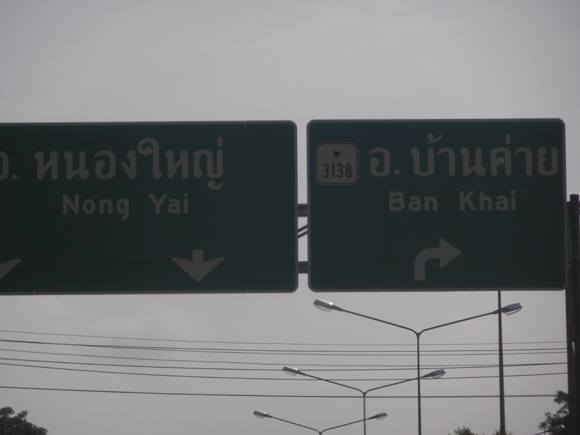 อ. หนองใหญ่
Nong Yai
3138 อ. บ้านค่าย
Ban Khai